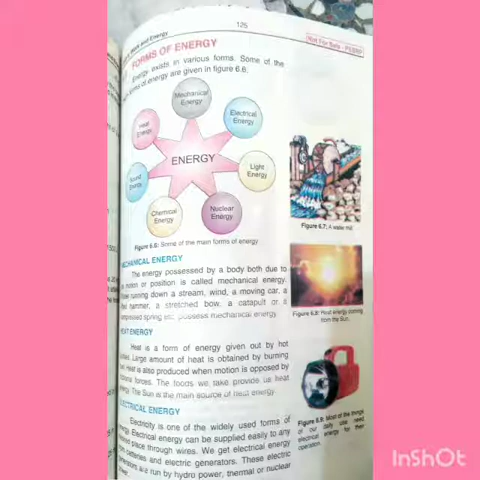 125
Work and Energy
Not For Sale - PESRP
FORMS OF ENERGY
Energy exists in various forms. Some of the
forms of energy are given in figure 6.6.
Mechanical
Energy
Electrical
Energy
Heat
Energy
ENERGY
Light
Energy
Sound
Energy
Chemical
Energy
Nuclear
Energy
Figure 6.6: Some of the main forms of energy
Figure 6.7: A water mill
MECHANICAL ENERGY
The energy possessed by a body both due to
motion or position is called mechanical energy.
running down a stream, wind, a moving car, a
hammer, a stretched bow, a catapult or a
compressed spring etc. possess mechanical energy.
Figure 6.8: Heat energy coming
from the Sun.
HEAT ENERGY
Heat is a form of energy given out by hot
Large amount of heat is obtained by burning
Heat is also produced when motion is opposed by
forces. The foods we take provide us heat
energy. The Sun is the main source of heat energy.
ELECTRICAL ENERGY
Electricity is one of the widely used forms of
Electrical energy can be supplied easily to any
place through wires. We get electrical energy
batteries and electric generators. These electric
generators are run by hydro power, thermal or nuclear
Figure 6.9: Most of the things
of our daily use need
electrical energy for their
operation.
InShOt